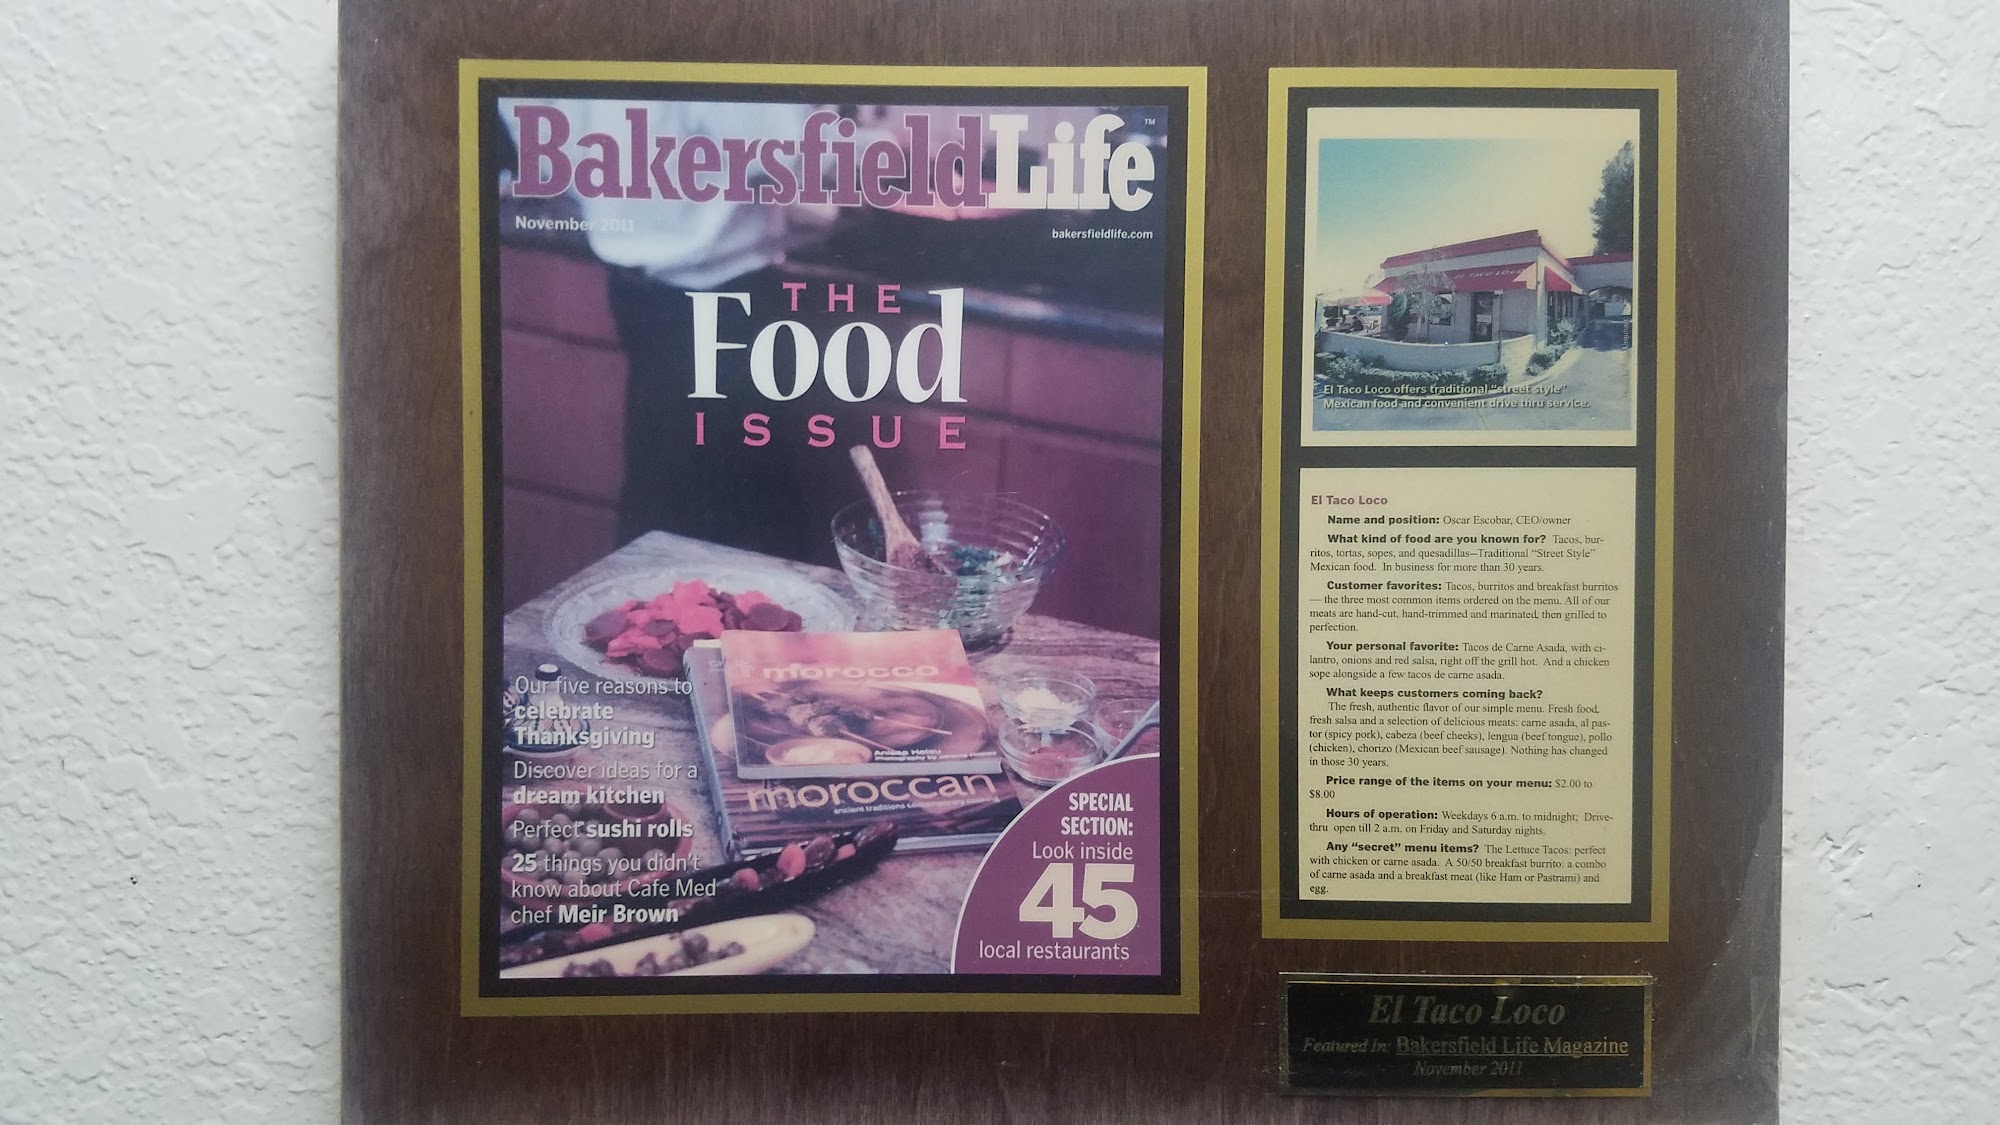 BakersfieldLife™
November 2011
bakersfieldlife.com
THE
Food
ISSUE
morocco
Anissa Helou
moroccan
ancient traditions contemporary cooking
Our five reasons to
celebrate
Thanksgiving
Discover ideas for a
dream kitchen
Perfect sushi rolls
25 things you didn't
know about Cafe Med
chef Meir Brown
SPECIAL
SECTION:
Look inside
45
local restaurants
EL TACO LOCO
El Taco Loco offers traditional "street style"
Mexican food and convenient drive thru service.
El Taco Loco
Name and position: Oscar Escobar, CEO/owner
What kind of food are you known for? Tacos, bur-
ritos, tortas, sopes, and quesadillas—Traditional "Street Style"
Mexican food. In business for more than 30 years.
Customer favorites: Tacos, burritos and breakfast burritos
— the three most common items ordered on the menu. All of our
meats are hand-cut, hand-trimmed and marinated, then grilled to
perfection.
Your personal favorite: Tacos de Carne Asada, with ci-
lantro, onions and red salsa, right off the grill hot. And a chicken
sope alongside a few tacos de carne asada.
What keeps customers coming back?
The fresh, authentic flavor of our simple menu. Fresh food,
fresh salsa and a selection of delicious meats: carne asada, al pas-
tor (spicy pork), cabeza (beef cheeks), lengua (beef tongue), pollo
(chicken), chorizo (Mexican beef sausage). Nothing has changed
in those 30 years.
Price range of the items on your menu: $2.00 to
$8.00
Hours of operation: Weekdays 6 a.m. to midnight; Drive-
thru open till 2 a.m. on Friday and Saturday nights.
Any "secret" menu items? The Lettuce Tacos: perfect
with chicken or carne asada. A 50/50 breakfast burrito: a combo
of carne asada and a breakfast meat (like Ham or Pastrami) and
egg.
El Taco Loco
Featured In: Bakersfield Life Magazine
November 2011